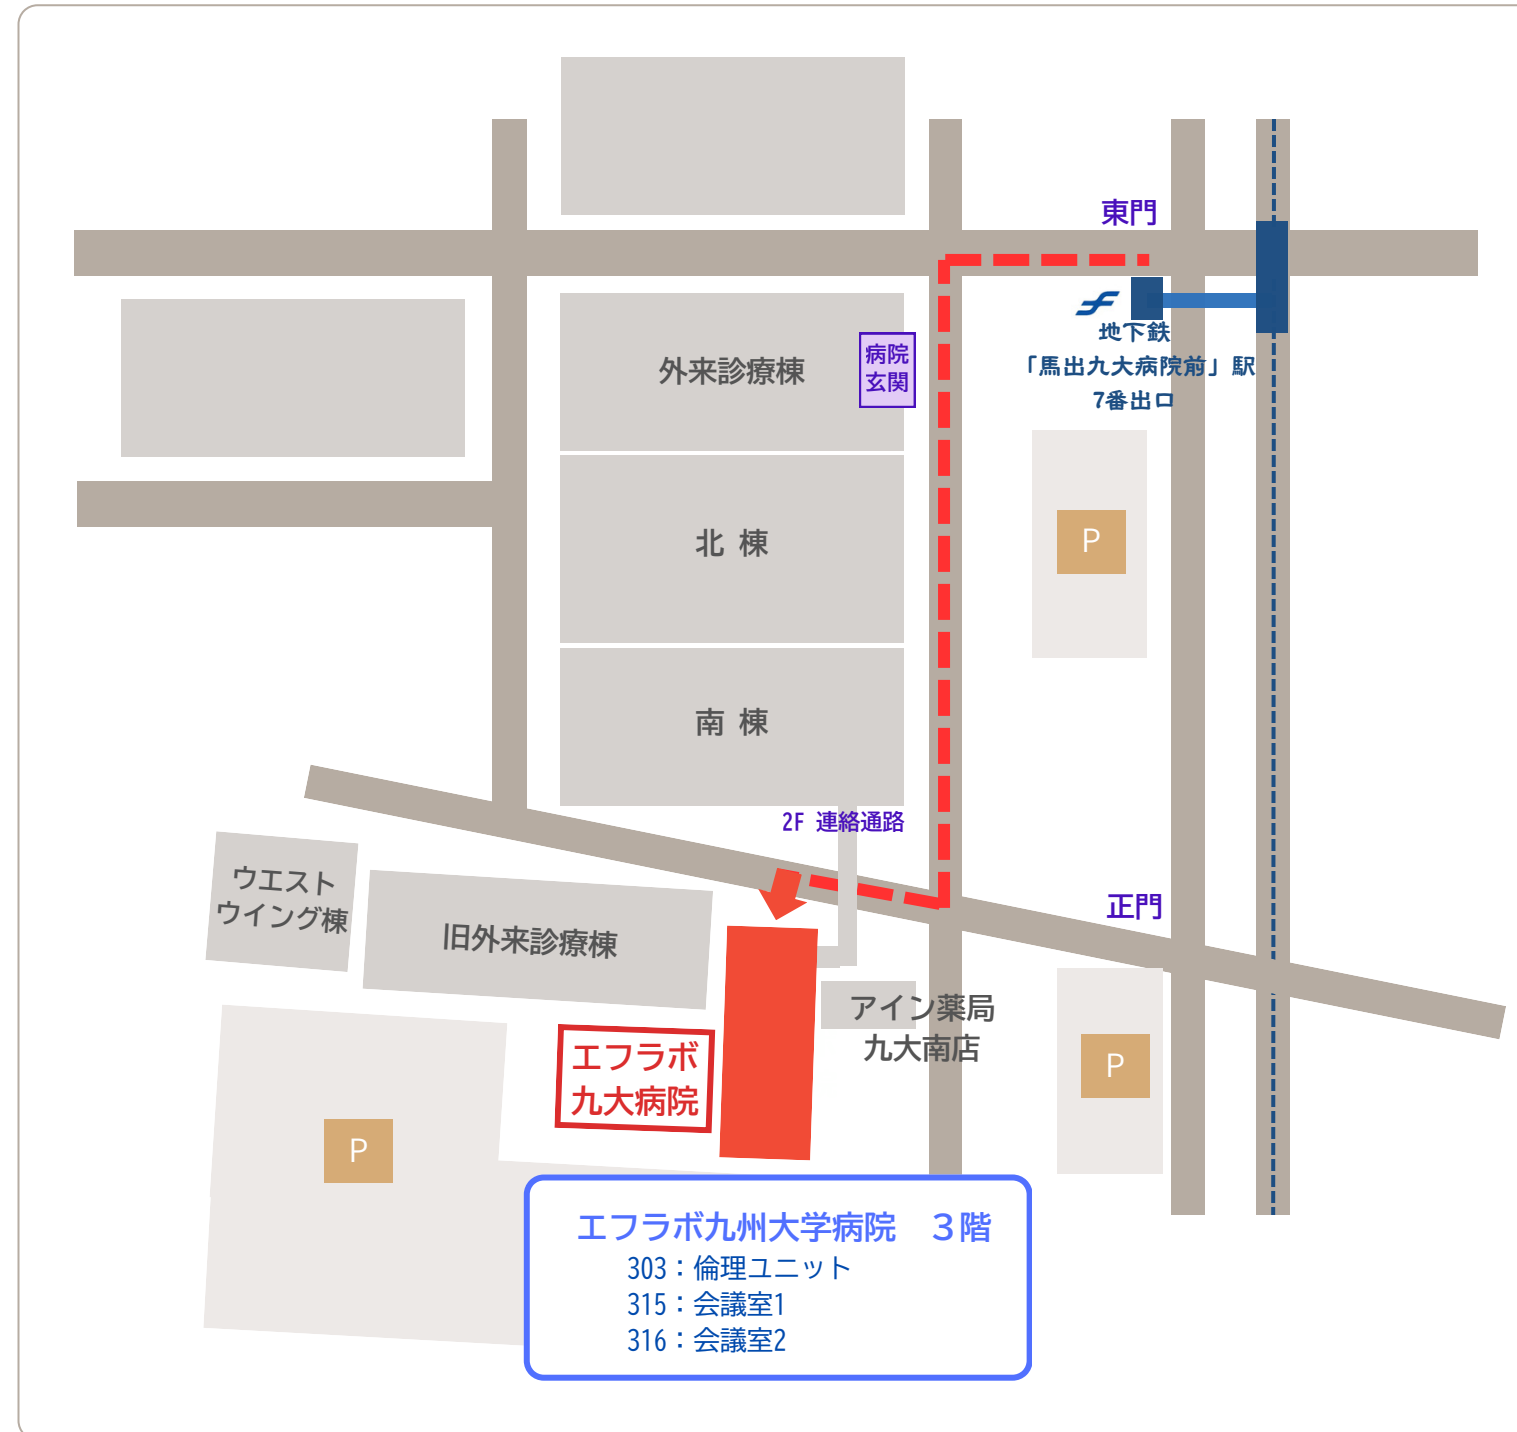 東門
地下鉄
「馬出九大病院前」駅
7番出口
病院
玄関
外来診療棟
北 棟
P
南 棟
2F 連絡通路
ウエスト
ウイング棟
旧外来診療棟
正門
アイン薬局
九大南店
エフラボ
九大病院
P
P
エフラボ九州大学病院　３階
303：倫理ユニット
315：会議室1
316：会議室2